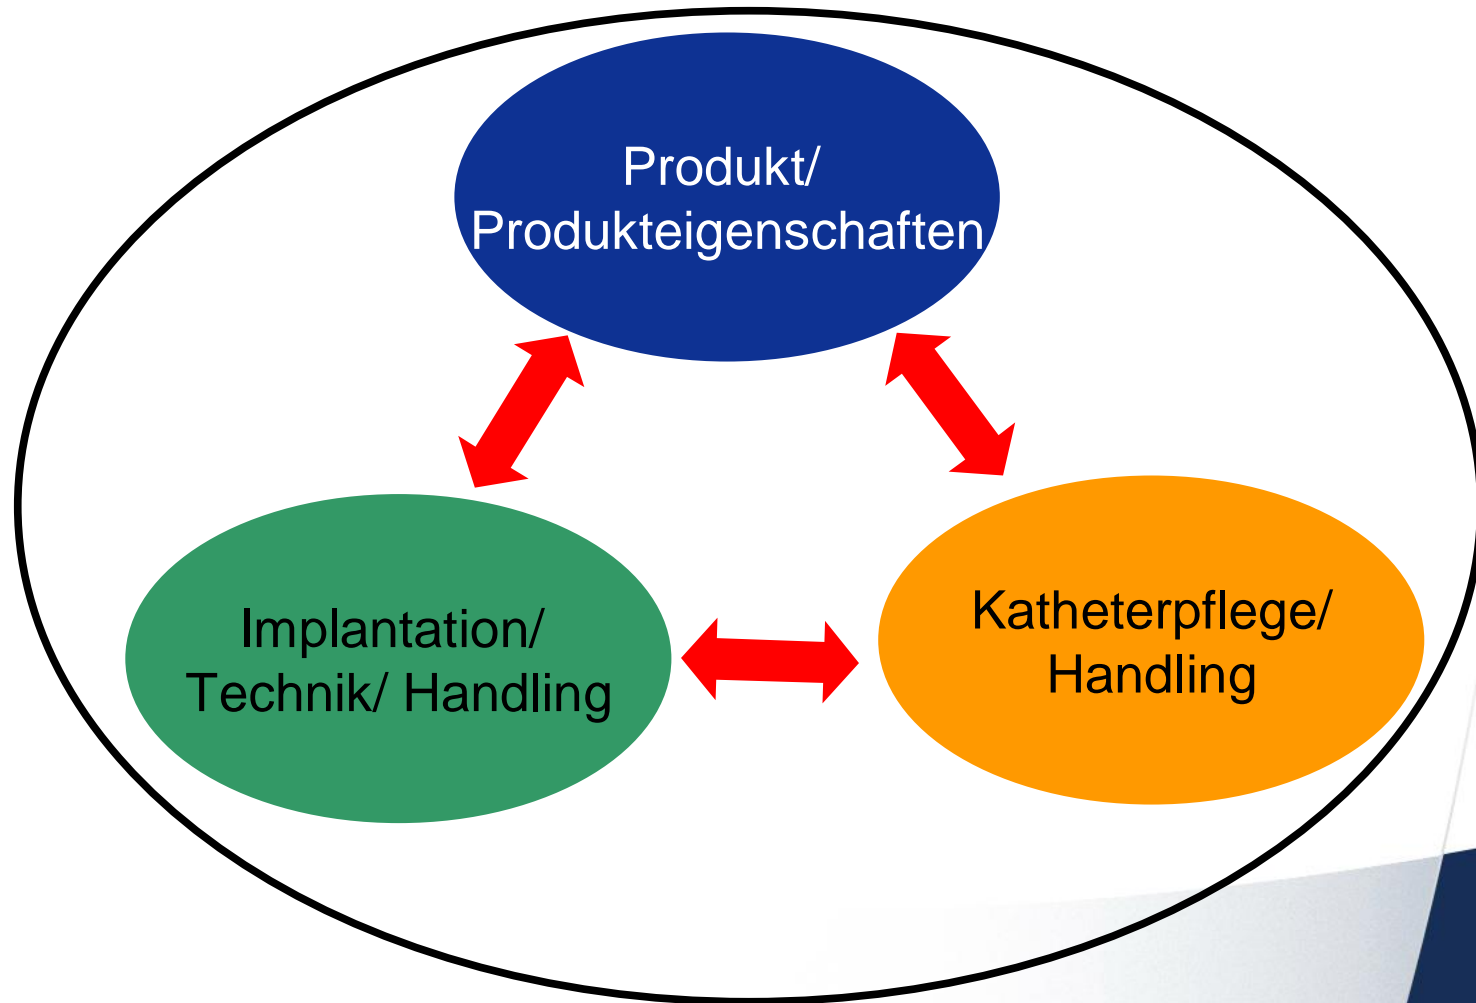 Produkt/
Produkteigenschaften
Implantation/
Technik/ Handling
Katheterpflege/
Handling